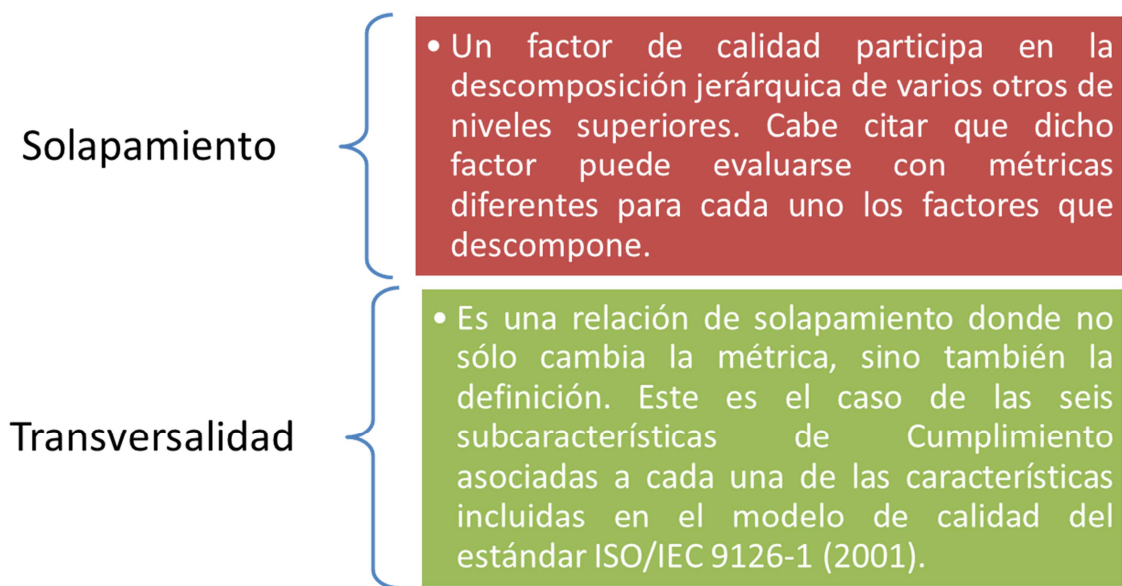 Solapamiento
• Un factor de calidad participa en la
descomposición jerárquica de varios otros de
niveles superiores. Cabe citar que dicho
factor puede evaluarse con métricas
diferentes para cada uno los factores que
descompone.
Transversalidad
• Es una relación de solapamiento donde no
sólo cambia la métrica, sino también la
definición. Este es el caso de las seis
subcaracterísticas de Cumplimiento
asociadas a cada una de las características
incluidas en el modelo de calidad del
estándar ISO/IEC 9126-1 (2001).